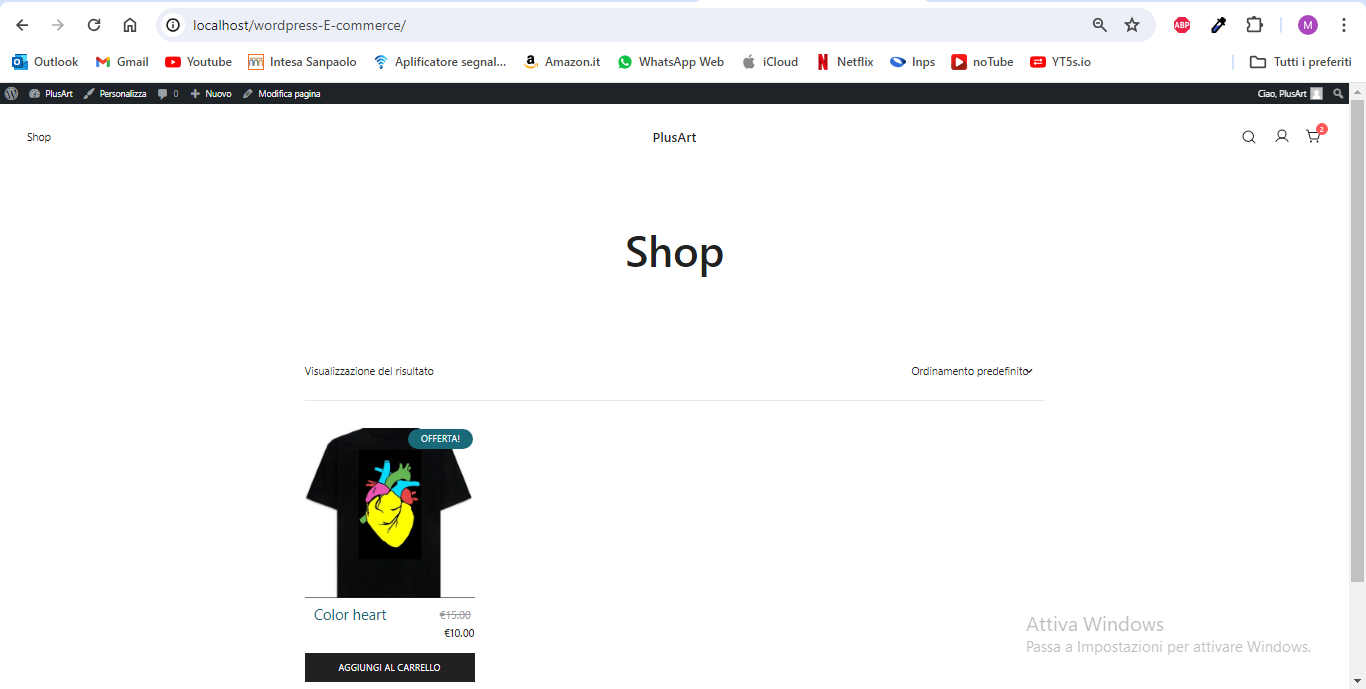 localhost/wordpress-E-commerce/
ABP
M
Outlook Gmail Youtube Intesa Sanpaolo Aplificatore segnal... Amazon.it WhatsApp Web iCloud Netflix Inps noTube YT5s.io Tutti i preferiti
PlusArt Personalizza 0 Nuovo Modifica pagina Ciao, PlusArt
Shop PlusArt 2
Shop
Visualizzazione del risultato Ordinamento predefinito
OFFERTA!
Color heart €15.00
€10.00
AGGIUNGI AL CARRELLO
Attiva Windows
Passa a Impostazioni per attivare Windows.